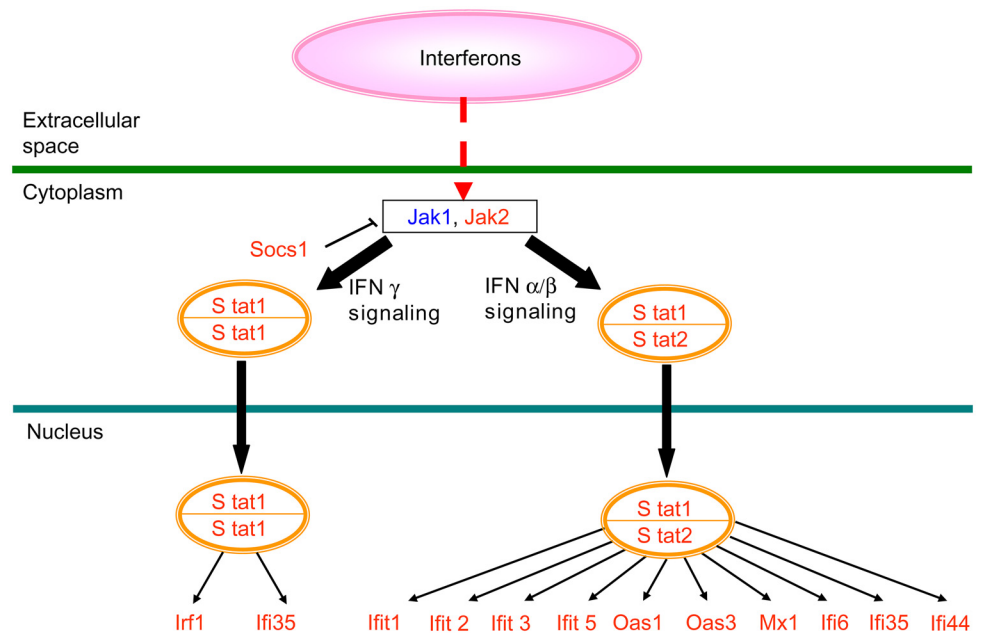 Interferons
Extracellular
space
Cytoplasm
Jak1, Jak2
Socs1
IFN γ
signaling
IFN α/β
signaling
S tat1
S tat1
S tat1
S tat2
Nucleus
S tat1
S tat1
S tat1
S tat2
Irf1 Ifi35 Ifit1 Ifit 2 Ifit 3 Ifit 5 Oas1 Oas3 Mx1 Ifi6 Ifi35 Ifi44